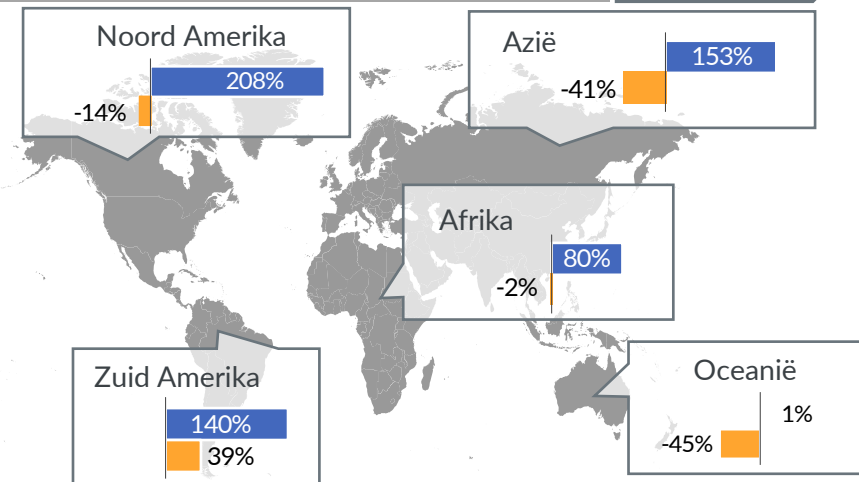 Noord Amerika
208%
-14%
Azië
153%
-41%
Afrika
80%
-2%
Zuid Amerika
140%
39%
Oceanië
1%
-45%